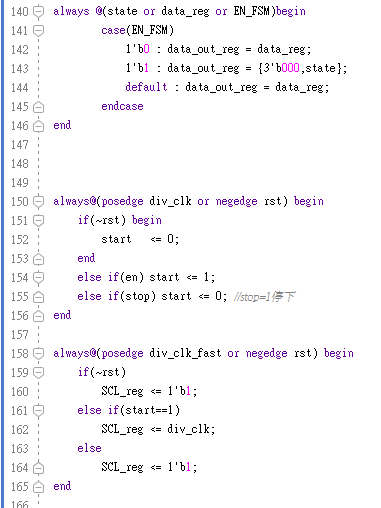 140 always @(state or data_reg or EN_FSM)begin
141 case(EN_FSM)
142 1'b0 : data_out_reg = data_reg;
143 1'b1 : data_out_reg = {3'b000,state};
144 default : data_out_reg = data_reg;
145 endcase
146 end
147
148
149
150 always@(posedge div_clk or negedge rst) begin
151 if(~rst) begin
152 start <= 0;
153 end
154 else if(en) start <= 1;
155 else if(stop) start <= 0; //stop=1停下
156 end
157
158 always@(posedge div_clk_fast or negedge rst) begin
159 if(~rst)
160 SCL_reg <= 1'b1;
161 else if(start==1)
162 SCL_reg <= div_clk;
163 else
164 SCL_reg <= 1'b1;
165 end
166